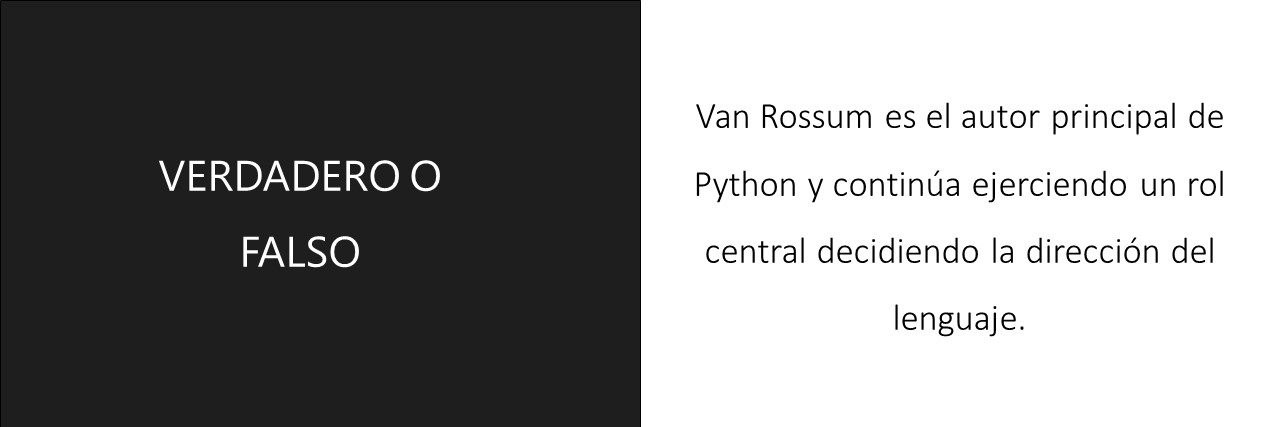 VERDADERO O
FALSO
Van Rossum es el autor principal de
Python y continúa ejerciendo un rol
central decidiendo la dirección del
lenguaje.